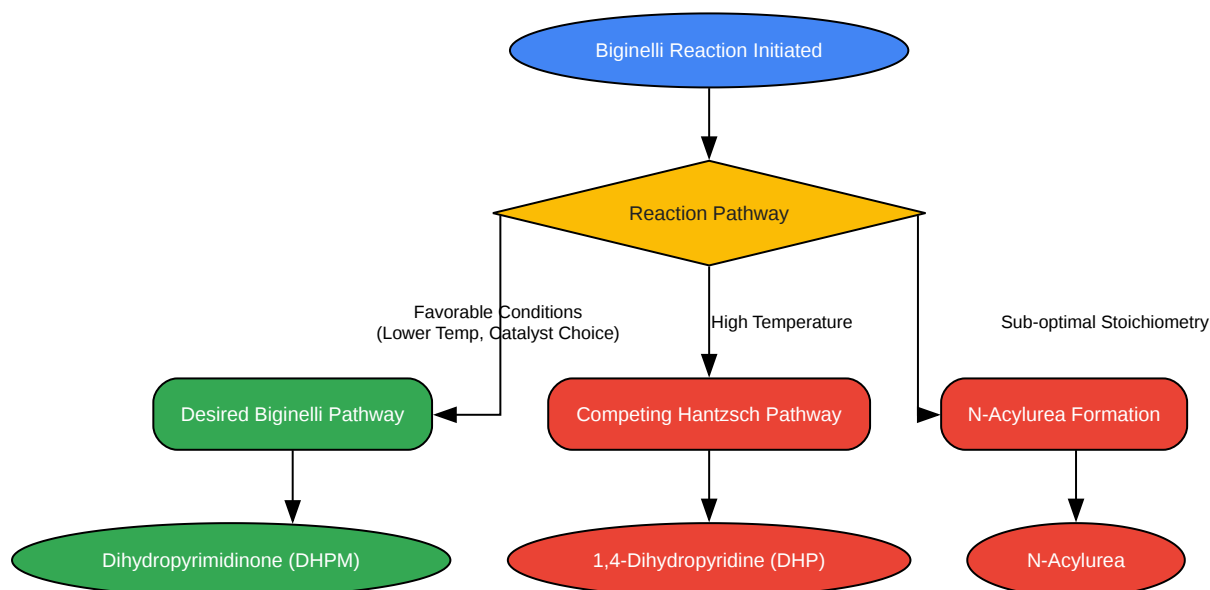 Biginelli Reaction Initiated
Reaction Pathway
Favorable Conditions
(Lower Temp, Catalyst Choice)
High Temperature
Sub-optimal Stoichiometry
Desired Biginelli Pathway
Competing Hantzsch Pathway
N-Acylurea Formation
Dihydropyrimidinone (DHPM)
1,4-Dihydropyridine (DHP)
N-Acylurea